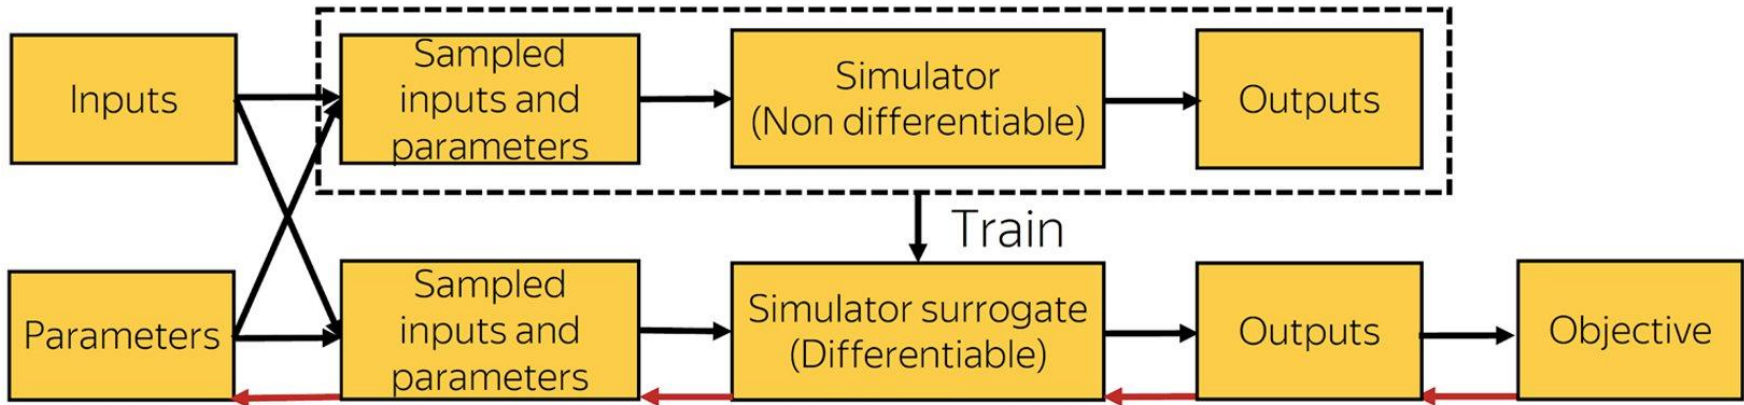 Inputs
Sampled
inputs and
parameters
Simulator
(Non differentiable)
Outputs
Train
Parameters
Sampled
inputs and
parameters
Simulator surrogate
(Differentiable)
Outputs
Objective